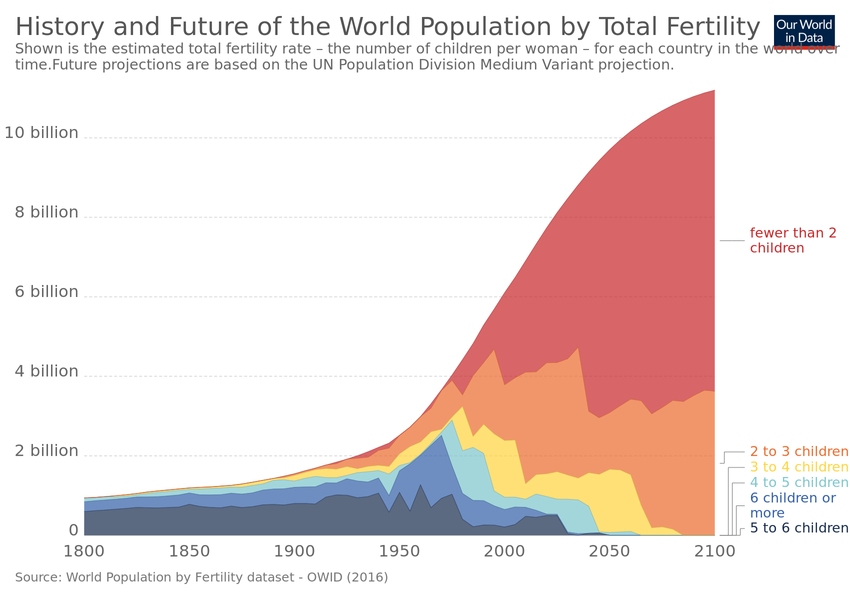 History and Future of the World Population by Total Fertility
Our World
in Data
Shown is the estimated total fertility rate – the number of children per woman – for each country in the world over
time.Future projections are based on the UN Population Division Medium Variant projection.
10 billion
8 billion
6 billion
4 billion
2 billion
0
fewer than 2
children
2 to 3 children
3 to 4 children
4 to 5 children
6 children or
more
5 to 6 children
1800
1850
1900
1950
2000
2050
2100
Source: World Population by Fertility dataset - OWID (2016)